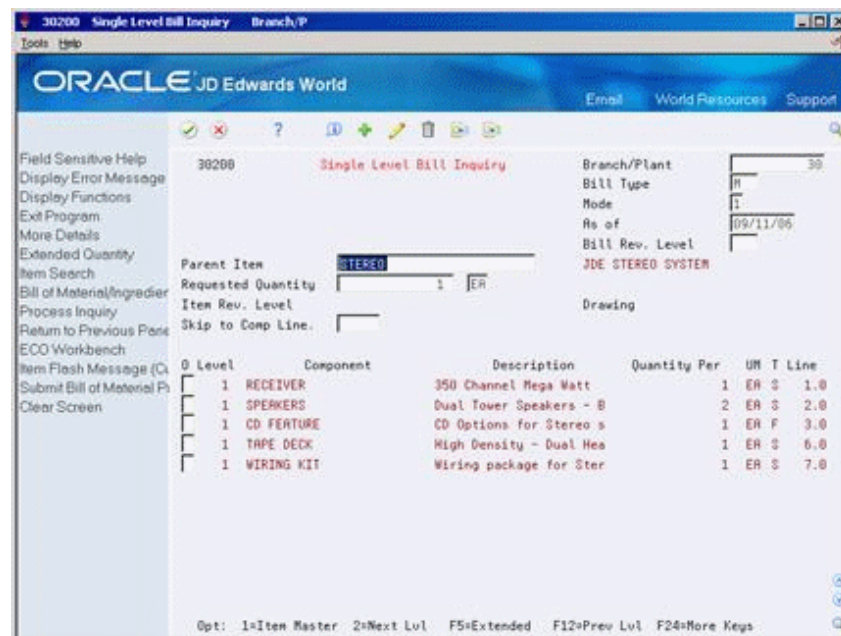 30200 Single Level Bill Inquiry Branch/P
Tools Help
ORACLE JD Edwards World
Email World Resources Support
Field Sensitive Help
Display Error Message
Display Functions
Exit Program
More Details
Extended Quantity
Item Search
Bill of Material/Ingredien
Process Inquiry
Return to Previous Pane
ECO Workbench
Item Flash Message (Cu
Submit Bill of Material Pr
Clear Screen
30200 Single Level Bill Inquiry Branch/Plant 30
Bill Type M
Mode 1
As of 09/11/06
Bill Rev. Level
Parent Item STEREO JDE STEREO SYSTEM
Requested Quantity 1 EA
Item Rev. Level Drawing
Skip to Comp Line.
O Level Component Description Quantity Per UM T Line
1 RECEIVER 350 Channel Mega Watt 1 EA S 1.0
1 SPEAKERS Dual Tower Speakers - B 2 EA S 2.0
1 CD FEATURE CD Options for Stereo s 1 EA F 3.0
1 TAPE DECK High Density - Dual Hea 1 EA S 6.0
1 WIRING KIT Wiring package for Ster 1 EA S 7.0
Opt: 1=Item Master 2=Next Lvl F5=Extended F12=Prev Lvl F24=More Keys